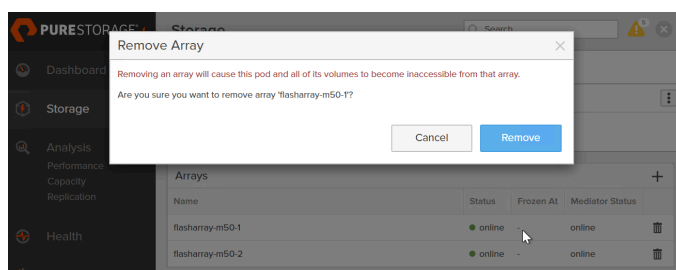 PURESTORAGE
Storage
Search
6
Remove Array
Removing an array will cause this pod and all of its volumes to become inaccessible from that array.
Are you sure you want to remove array 'flasharray-m50-1'?
Cancel
Remove
Dashboard
Storage
Analysis
Performance
Capacity
Replication
Health
Arrays
Name
Status
Frozen At
Mediator Status
flasharray-m50-1
online
-
online
flasharray-m50-2
online
-
online